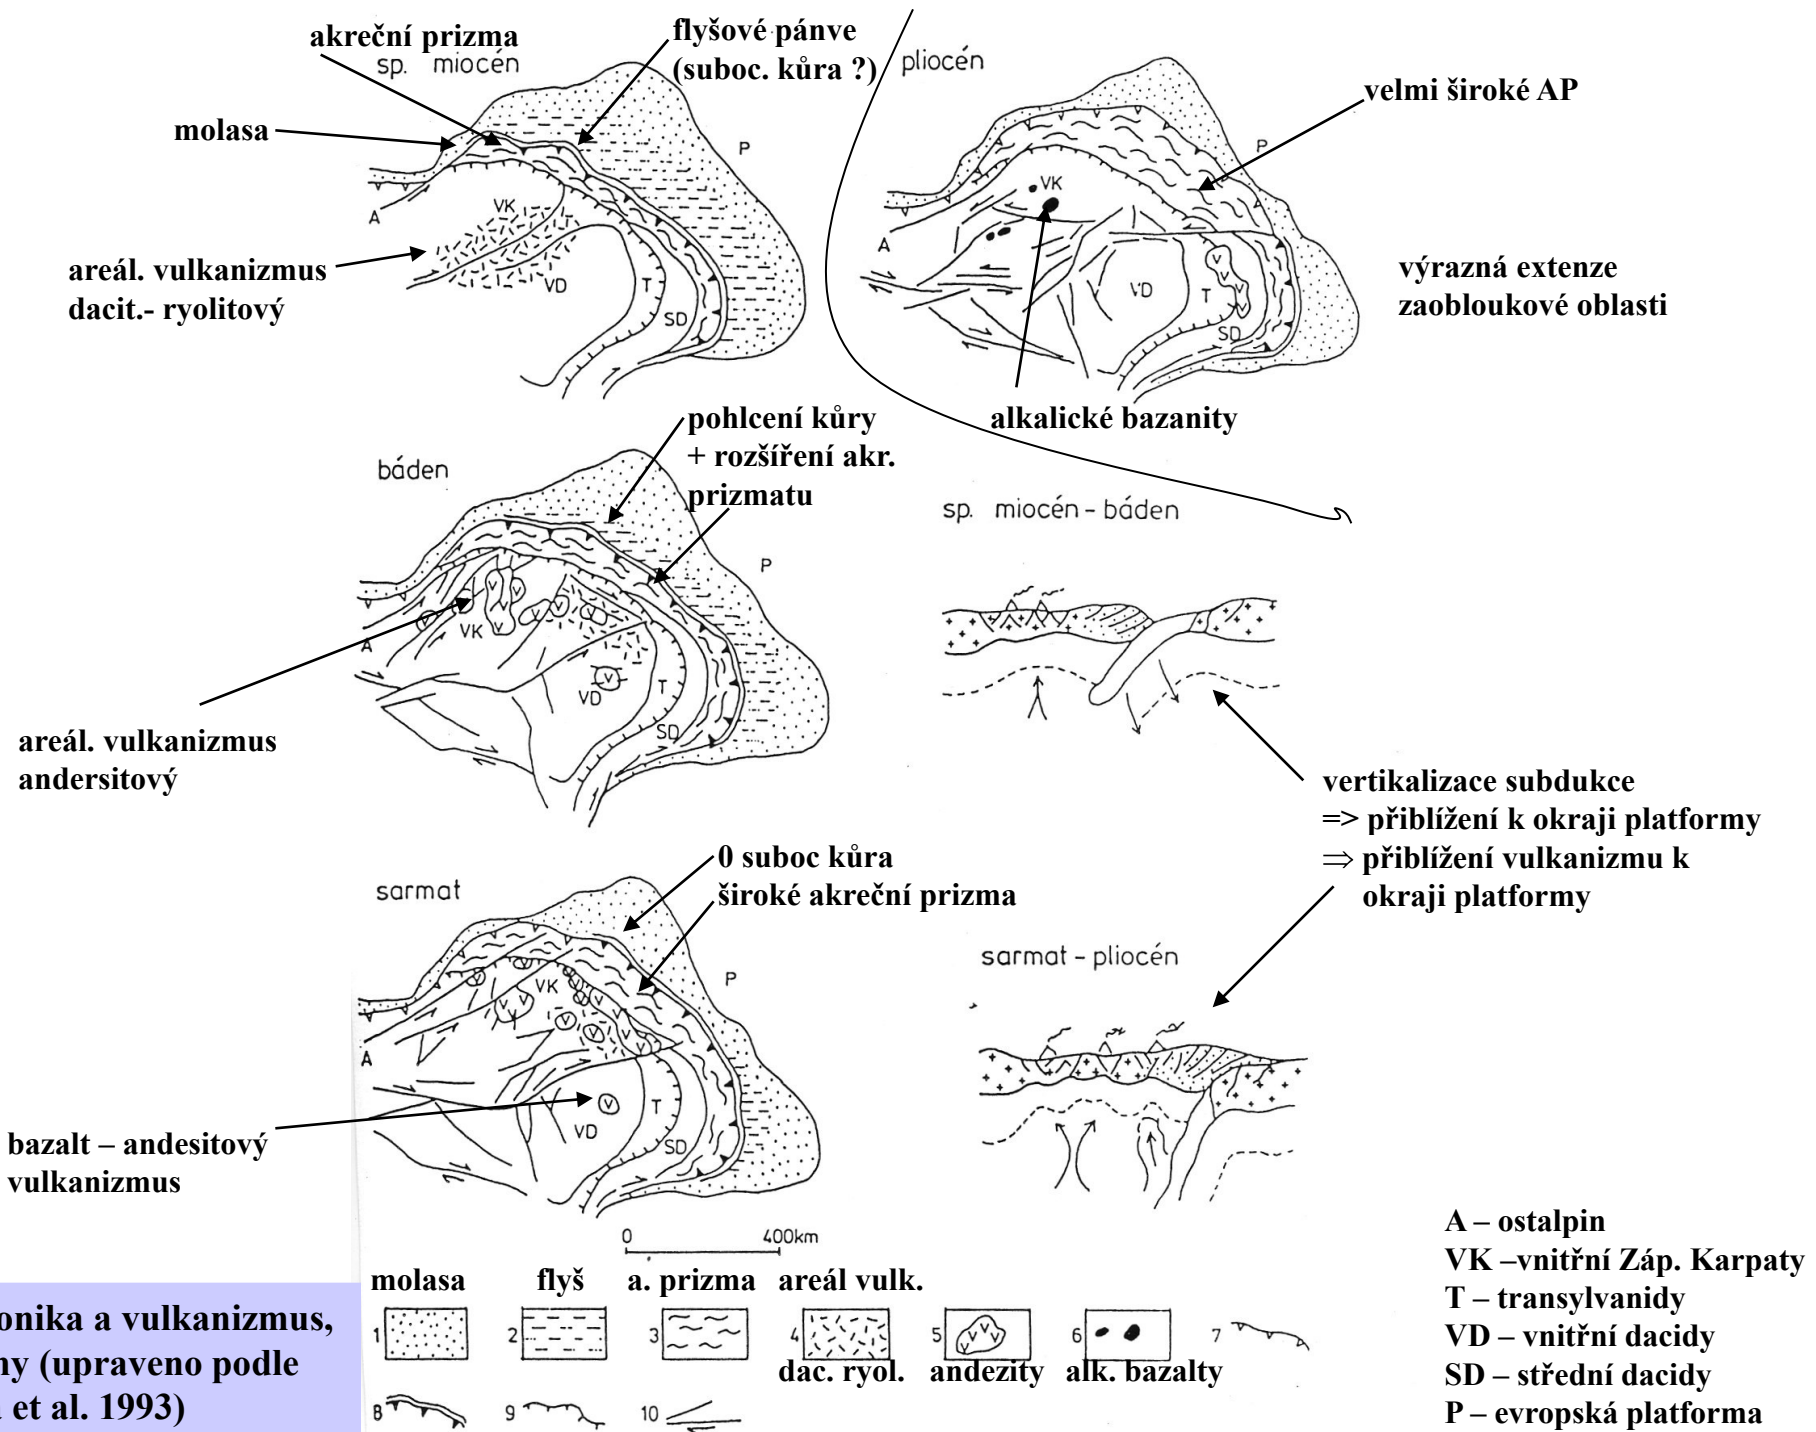 akreční prizma
sp. miocén
flyšové pánve
(suboc. kůra ?)
molasa
P
A
VK
VD
T
SD
areál. vulkanizmus
dacit.- ryolitový
pliocén
velmi široké AP
P
VK
A
VD
T
SD
výrazná extenze
zaobloukové oblasti
alkalické bazanity
báden
pohlcení kůry
+ rozšíření akr.
prizmatu
P
A
VK
VD
T
SD
areál. vulkanizmus
andersitový
sp. miocén - báden
vertikalizace subdukce
=> přiblížení k okraji platformy
⇒ přiblížení vulkanizmu k
okraji platformy
sarmat
0 suboc kůra
široké akreční prizma
P
VK
A
VD
T
SD
bazalt – andesitový
vulkanizmus
sarmat - pliocén
0 400km
molasa flyš a. prizma areál vulk.
1 2 3 4 5 6 7
dac. ryol. andezity alk. bazalty
8 9 10
onika a vulkanizmus,
ny (upraveno podle
et al. 1993)
A – ostalpin
VK –vnitřní Záp. Karpaty
T – transylvanidy
VD – vnitřní dacidy
SD – střední dacidy
P – evropská platforma